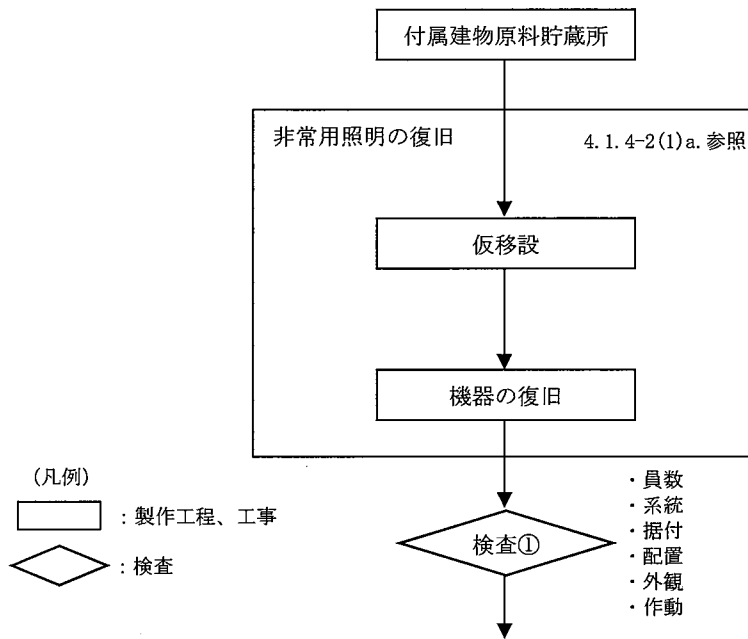 付属建物原料貯蔵所
非常用照明の復旧
4.1.4-2(1)a.参照
仮移設
機器の復旧
(凡例)
：製作工程、工事
：検査
検査①
・員数
・系統
・据付
・配置
・外観
・作動